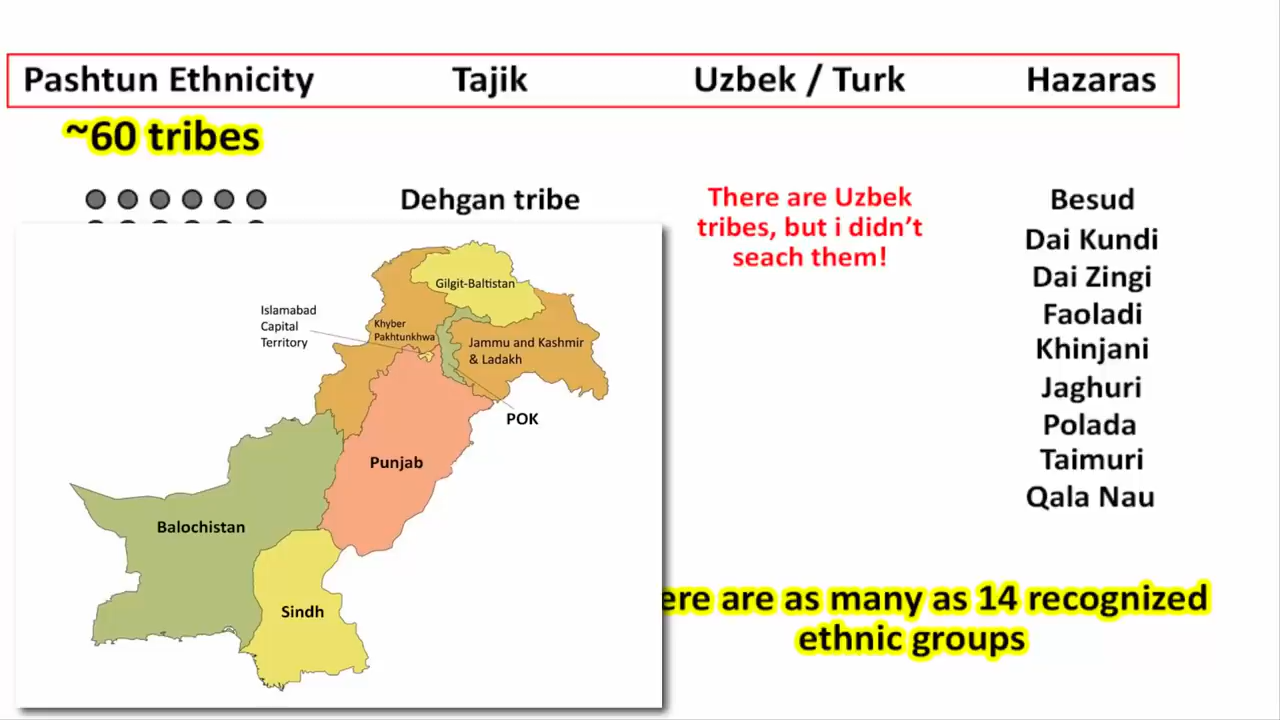 Pashtun Ethnicity
Tajik
Uzbek / Turk
Hazaras
~60 tribes
Dehgan tribe
There are Uzbek
tribes, but i didn't
seach them!
Besud
Dai Kundi
Dai Zingi
Faoladi
Khinjani
Jaghuri
Polada
Taimuri
Qala Nau
Gilgit-Baltistan
Islamabad
Capital
Territory
Khyber
Pakhtunkhwa
Jammu and Kashmir
& Ladakh
POK
Punjab
Balochistan
Sindh
ere are as many as 14 recognized
ethnic groups